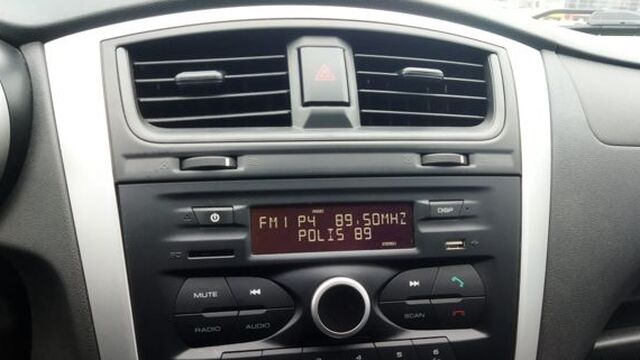 FM1 P4 89.50MHZ
POLIS 89
DISP
MUTE
SCAN
RADIO
AUDIO